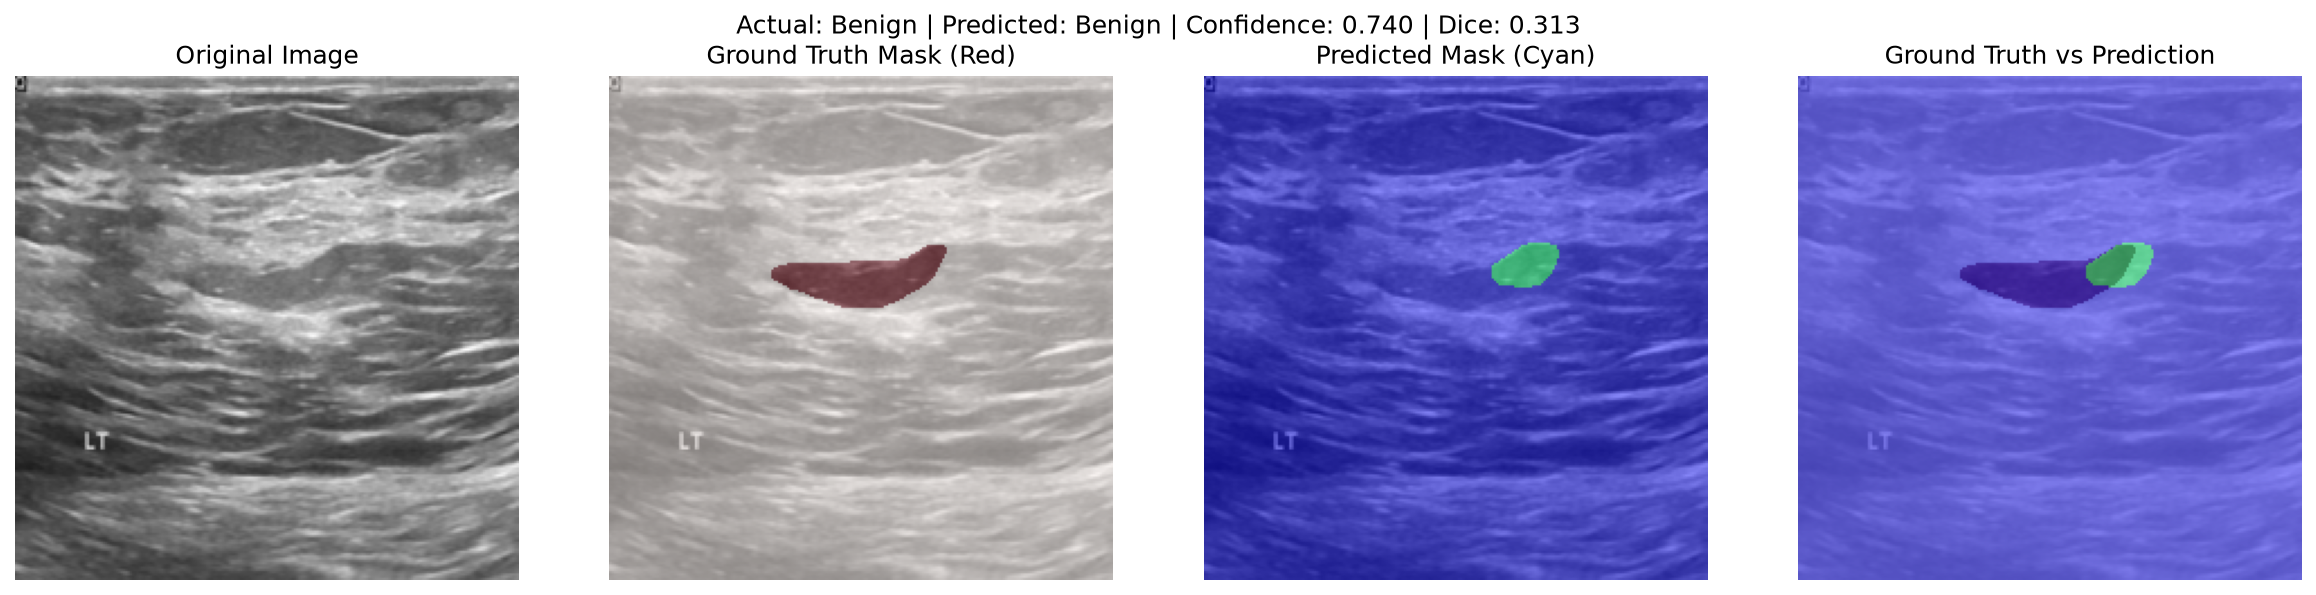 Actual: Benign | Predicted: Benign | Confidence: 0.740 | Dice: 0.313
Original Image
Ground Truth Mask (Red)
Predicted Mask (Cyan)
Ground Truth vs Prediction
LT
LT
LT
LT